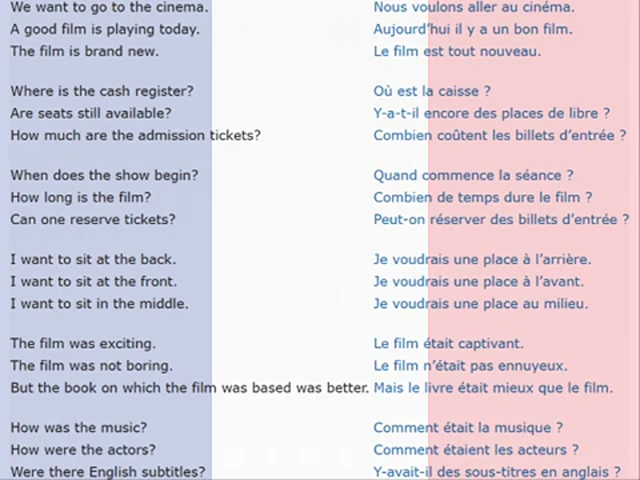 We want to go to the cinema. Nous voulons aller au cinéma.
A good film is playing today. Aujourd'hui il y a un bon film.
The film is brand new. Le film est tout nouveau.
Where is the cash register? Où est la caisse ?
Are seats still available? Y-a-t-il encore des places de libre ?
How much are the admission tickets? Combien coûtent les billets d'entrée ?
When does the show begin? Quand commence la séance ?
How long is the film? Combien de temps dure le film ?
Can one reserve tickets? Peut-on réserver des billets d'entrée ?
I want to sit at the back. Je voudrais une place à l'arrière.
I want to sit at the front. Je voudrais une place à l'avant.
I want to sit in the middle. Je voudrais une place au milieu.
The film was exciting. Le film était captivant.
The film was not boring. Le film n'était pas ennuyeux.
But the book on which the film was based was better. Mais le livre était mieux que le film.
How was the music? Comment était la musique ?
How were the actors? Comment étaient les acteurs ?
Were there English subtitles? Y-avait-il des sous-titres en anglais ?